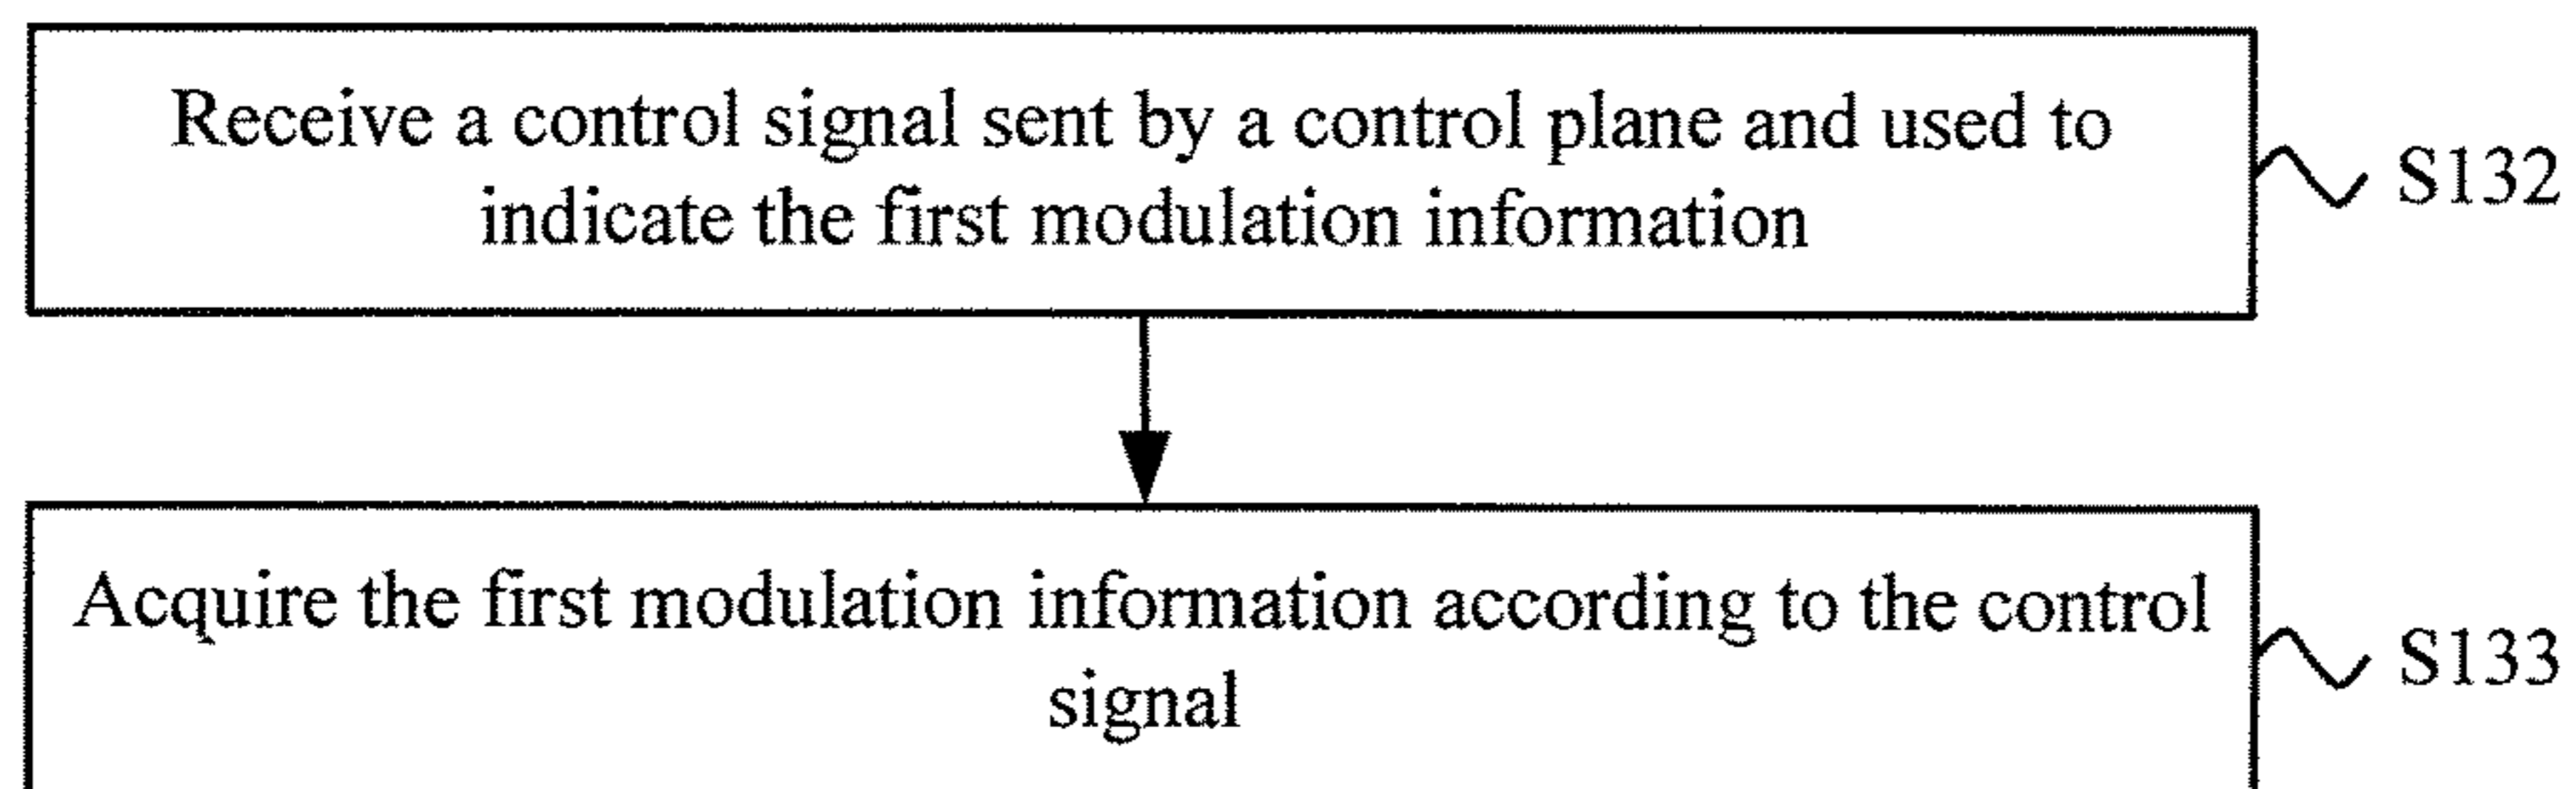 Receive a control signal sent by a control plane and used to
indicate the first modulation information
S132
Acquire the first modulation information according to the control
signal
S133